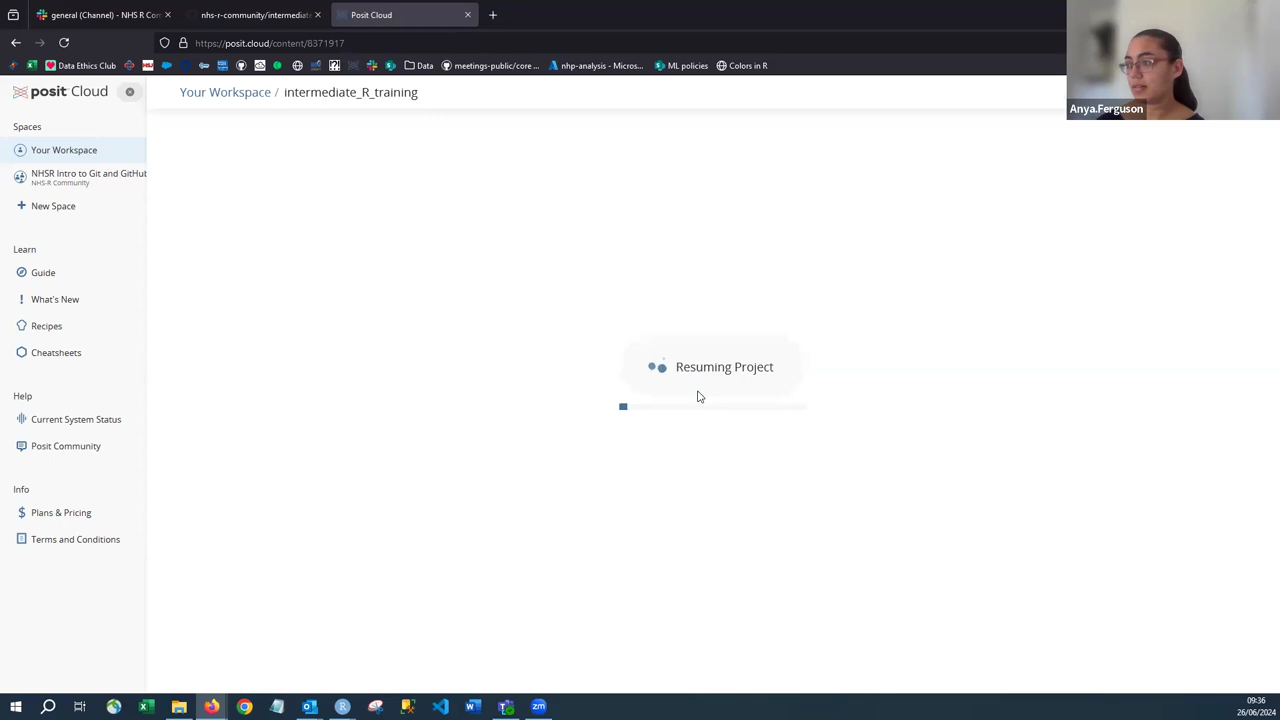 general (Channel) - NHS R Com
nhs-r-community/intermediate
Posit Cloud
https://posit.cloud/content/8371917
Data Ethics Club
HSJ
Data
meetings-public/core ...
nhp-analysis - Micros...
ML policies
Colors in R
Anya.Ferguson
posit Cloud
Your Workspace / intermediate_R_training
Spaces
Your Workspace
NHSR Intro to Git and GitHub
NHS-R Community
New Space
Learn
Guide
What's New
Recipes
Cheatsheets
Resuming Project
Help
Current System Status
Posit Community
Info
Plans & Pricing
Terms and Conditions
09:36
26/06/2024